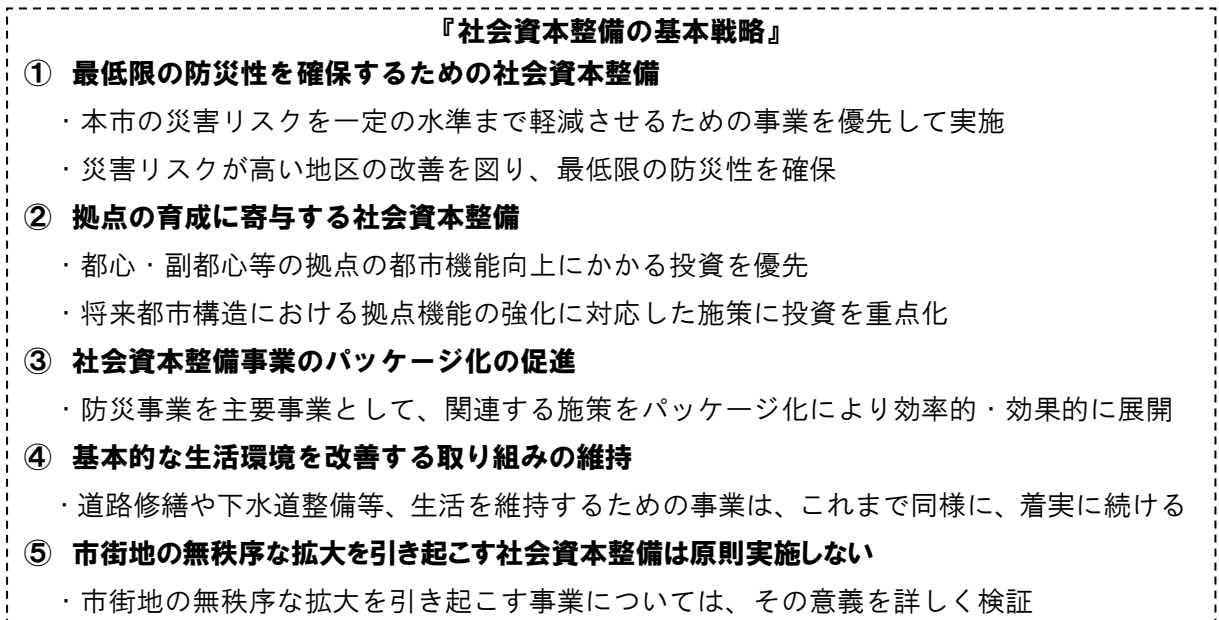 『社会資本整備の基本戦略』
① 最低限の防災性を確保するための社会資本整備
・本市の災害リスクを一定の水準まで軽減させるための事業を優先して実施
・災害リスクが高い地区の改善を図り、最低限の防災性を確保
② 拠点の育成に寄与する社会資本整備
・都心・副都心等の拠点の都市機能向上にかかる投資を優先
・将来都市構造における拠点機能の強化に対応した施策に投資を重点化
③ 社会資本整備事業のパッケージ化の促進
・防災事業を主要事業として、関連する施策をパッケージ化により効率的・効果的に展開
④ 基本的な生活環境を改善する取り組みの維持
・道路修繕や下水道整備等、生活を維持するための事業は、これまで同様に、着実に続ける
⑤ 市街地の無秩序な拡大を引き起こす社会資本整備は原則実施しない
・市街地の無秩序な拡大を引き起こす事業については、その意義を詳しく検証